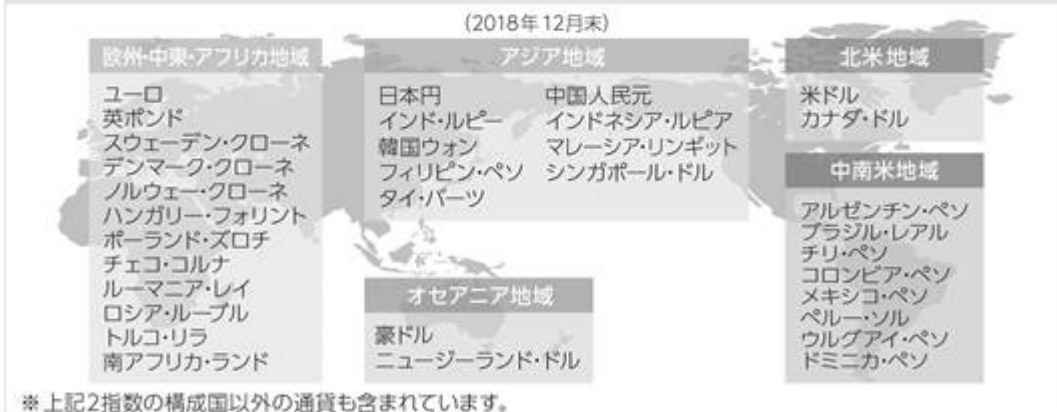 (2018年12月末)
欧州・中東・アフリカ地域
ユーロ
英ポンド
スウェーデン・クローネ
デンマーク・クローネ
ノルウェー・クローネ
ハンガリー・フォリント
ポーランド・ズロチ
チェコ・コルナ
ルーマニア・レイ
ロシア・ルーブル
トルコ・リラ
南アフリカ・ランド
アジア地域
日本円 中国人民元
インド・ルピー インドネシア・ルピア
韓国ウォン マレーシア・リンギット
フィリピン・ペソ シンガポール・ドル
タイ・バーツ
オセアニア地域
豪ドル
ニュージーランド・ドル
北米地域
米ドル
カナダ・ドル
中南米地域
アルゼンチン・ペソ
ブラジル・レアル
チリ・ペソ
コロンビア・ペソ
メキシコ・ペソ
ペルー・ソル
ウルグアイ・ペソ
ドミニカ・ペソ
※上記2指数の構成国以外の通貨も含まれています。